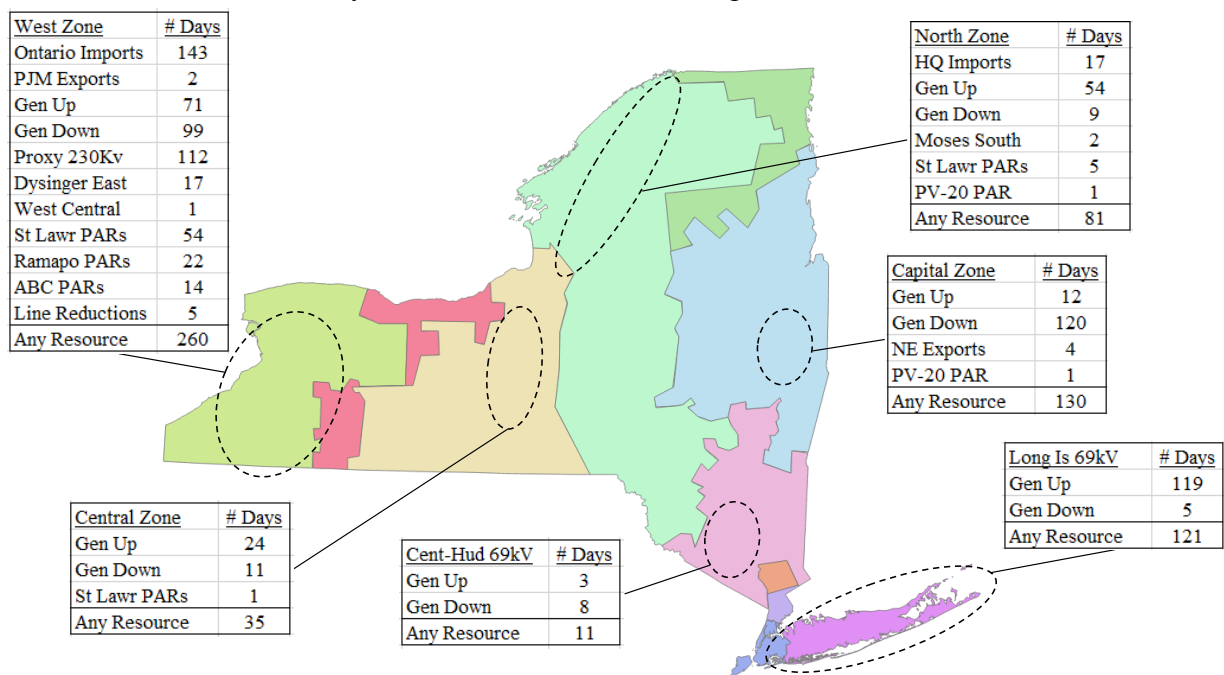 West Zone # Days
Ontario Imports 143
PJM Exports 2
Gen Up 71
Gen Down 99
Proxy 230Kv 112
Dysinger East 17
West Central 1
St Lawr PARs 54
Ramapo PARs 22
ABC PARs 14
Line Reductions 5
Any Resource 260
North Zone # Days
HQ Imports 17
Gen Up 54
Gen Down 9
Moses South 2
St Lawr PARs 5
PV-20 PAR 1
Any Resource 81
Capital Zone # Days
Gen Up 12
Gen Down 120
NE Exports 4
PV-20 PAR 1
Any Resource 130
Long Is 69kV # Days
Gen Up 119
Gen Down 5
Any Resource 121
Central Zone # Days
Gen Up 24
Gen Down 11
St Lawr PARs 1
Any Resource 35
Cent-Hud 69kV # Days
Gen Up 3
Gen Down 8
Any Resource 11